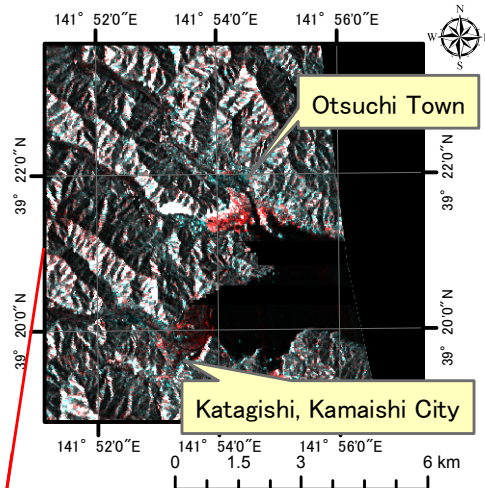 141° 52'0"E 141° 54'0"E 141° 56'0"E
N
W
S
Otsuchi Town
39° 22'0"N
39° 22'0"N
39° 20'0"N
39° 20'0"N
Katagishi, Kamaishi City
141° 52'0"E 141° 54'0"E 141° 56'0"E
0 1.5 3 6 km